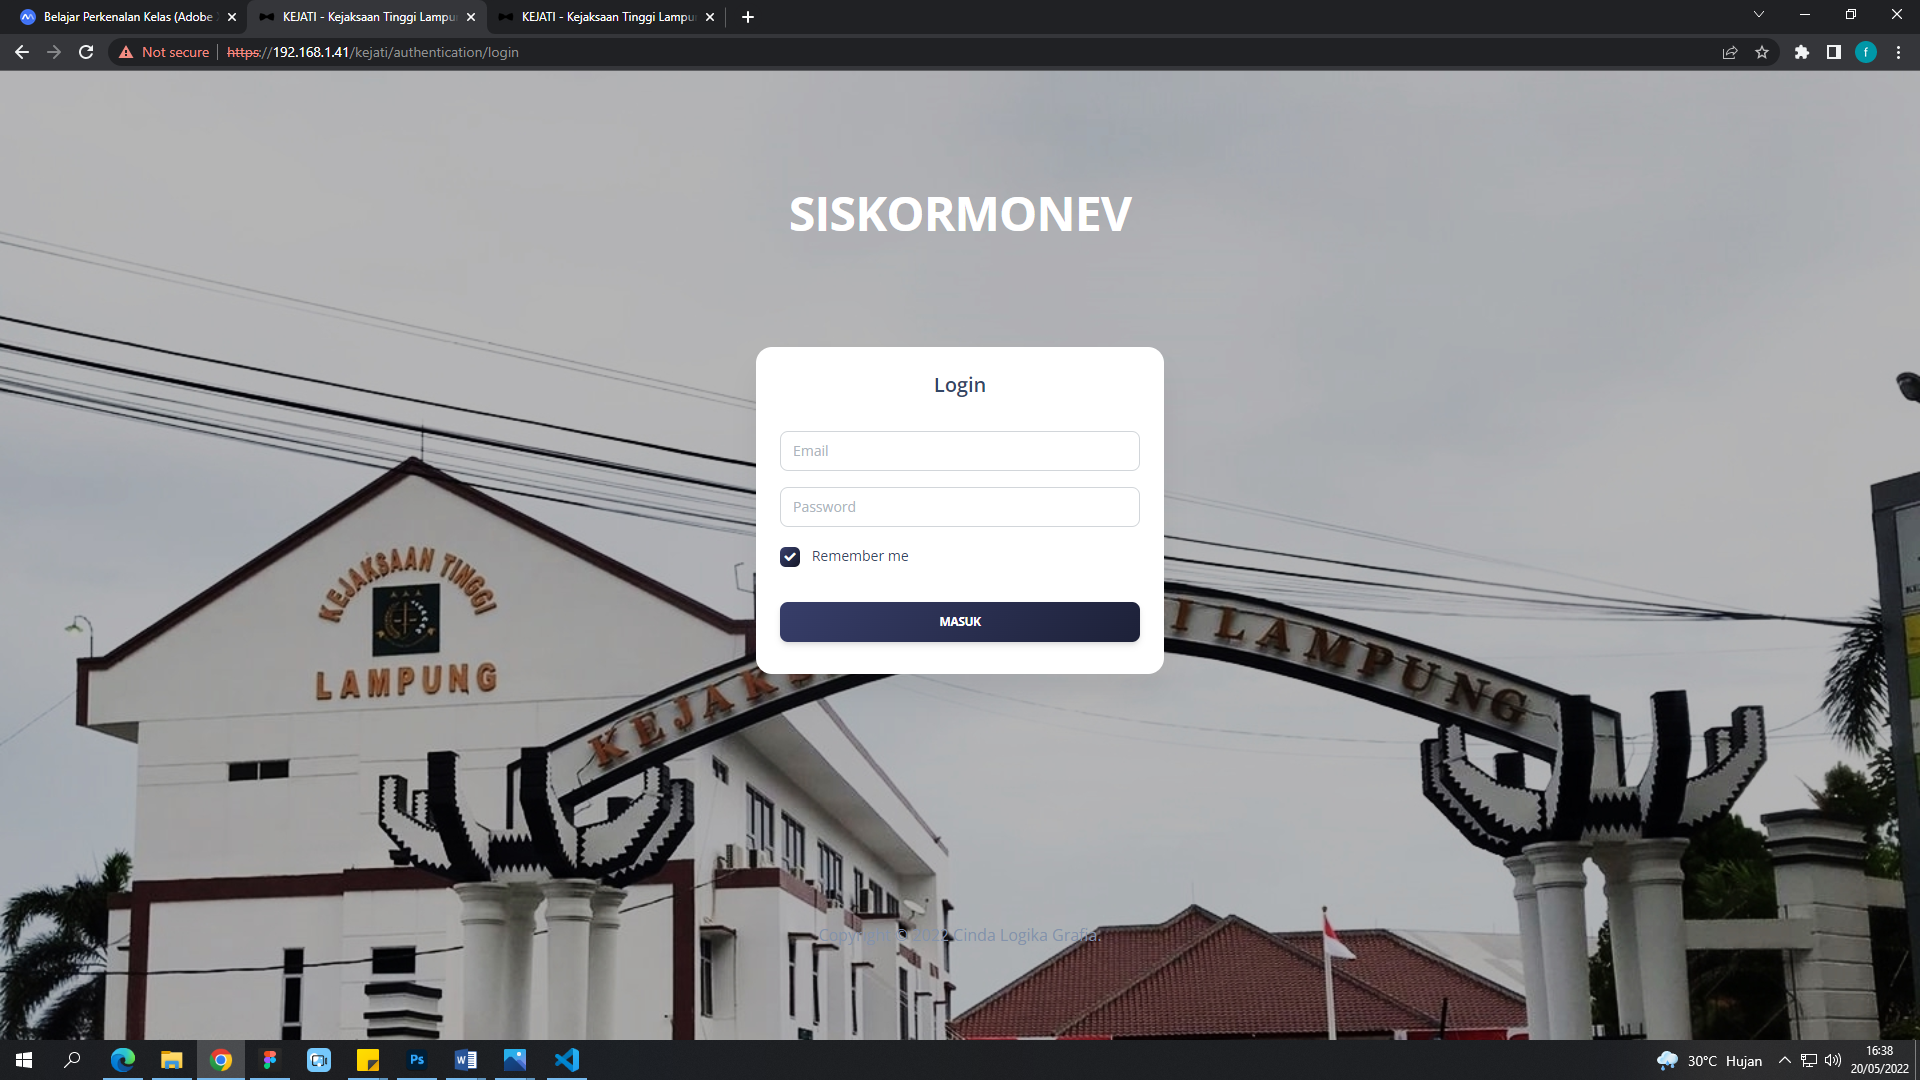 Belajar Perkenalan Kelas (Adobe
KEJATI - Kejaksaan Tinggi Lampu
KEJATI - Kejaksaan Tinggi Lampu
Not secure
https://192.168.1.41/kejati/authentication/login
f
SISKORMONEV
Login
Email
Password
Remember me
MASUK
KEJAKSAAN TINGGI
LAMPUNG
KEJAK
I LAMPUNG
Copyright © 2022 Cinda Logika Grafia.
Ps
W
30°C Hujan
16:38
20/05/2022